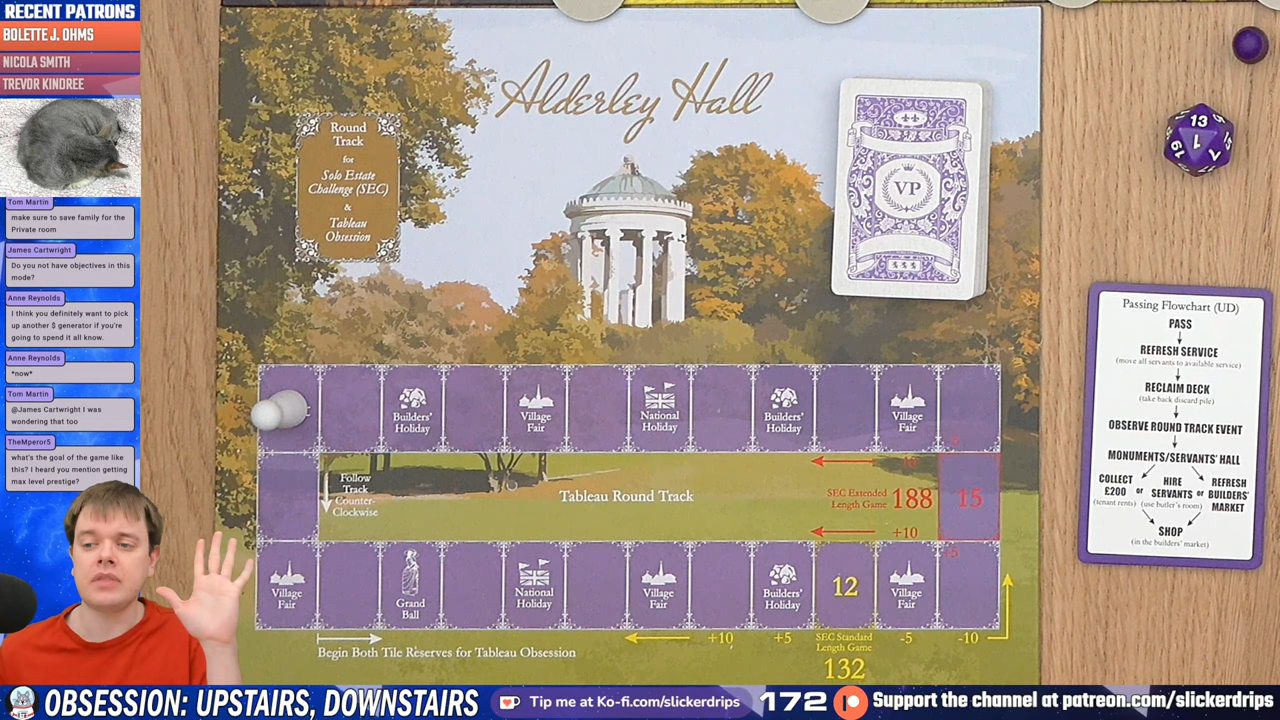 RECENT PATRONS
BOLETTE J. OHMS
NICOLA SMITH
TREVOR KINDREE
Tom Martin
make sure to save family for the
Private room
James Cartwright
Do you not have objectives in this
mode?
Anne Reynolds
I think you definitely want to pick
up another $ generator if you're
going to spend it all know.
Anne Reynolds
*now*
Tom Martin
@James Cartwright I was
wondering that too
TheMperor5
what's the goal of the game like
this? I heard you mention getting
max level prestige?
Alderley Hall
Round
Track
for
Solo Estate
Challenge (SEC)
&
Tableau
Obsession
VP
13
1
19
7
Passing Flowchart (UD)
PASS
REFRESH SERVICE
(move all servants to available service)
RECLAIM DECK
(take back discard pile)
OBSERVE ROUND TRACK EVENT
MONUMENTS/SERVANTS' HALL
COLLECT
£200
(tenant rents)
or
HIRE
SERVANTS
(use butler's room)
or
REFRESH
BUILDERS'
MARKET
SHOP
(in the builders' market)
Builders'
Holiday
Village
Fair
National
Holiday
Builders'
Holiday
Village
Fair
Follow
Track
Counter-
Clockwise
Tableau Round Track
SEC Extended
Length Game
188
15
+10
Village
Fair
Grand
Ball
National
Holiday
Village
Fair
Builders'
Holiday
12
Village
Fair
Begin Both Tile Reserves for Tableau Obsession
+10
+5
SEC Standard
Length Game
132
-5
-10
OBSESSION: UPSTAIRS, DOWNSTAIRS
Tip me at Ko-fi.com/slickerdrips
172
Support the channel at patreon.com/slickerdrips